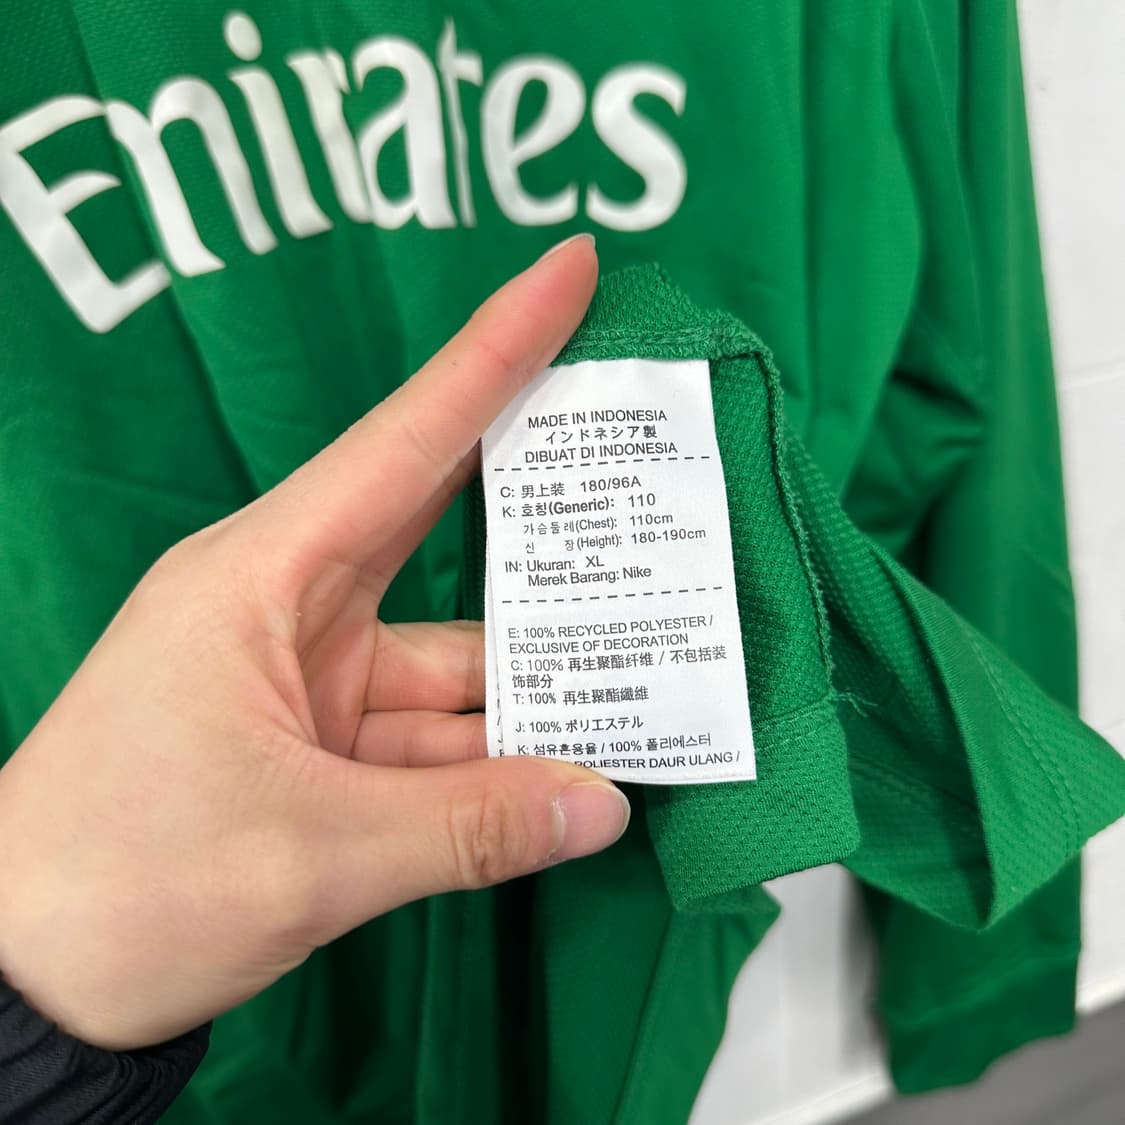 Emirates
MADE IN INDONESIA
インドネシア製
DIBUAT DI INDONESIA
C: 男上装 180/96A
K: 호칭(Generic): 110
가슴둘레(Chest): 110cm
신 장(Height): 180-190cm
IN: Ukuran: XL
Merek Barang: Nike
E: 100% RECYCLED POLYESTER /
EXCLUSIVE OF DECORATION
C: 100% 再生聚酯纤维 / 不包括装
饰部分
T: 100% 再生聚酯纖維
J: 100% ポリエステル
K: 섬유혼용율 / 100% 폴리에스터
POLIESTER DAUR ULANG /